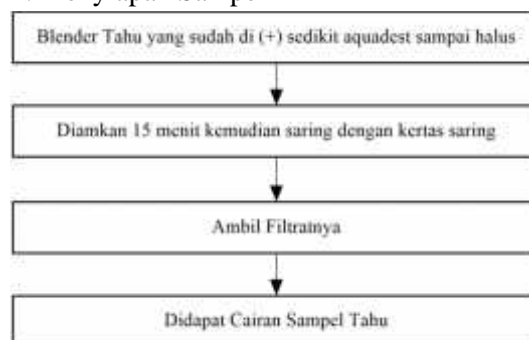 Blender Tahu yang sudah di (+) sedikit aquadest sampai halus
Diamkan 15 menit kemudian saring dengan kertas saring
Ambil Filtratnya
Didapat Cairan Sampel Tahu